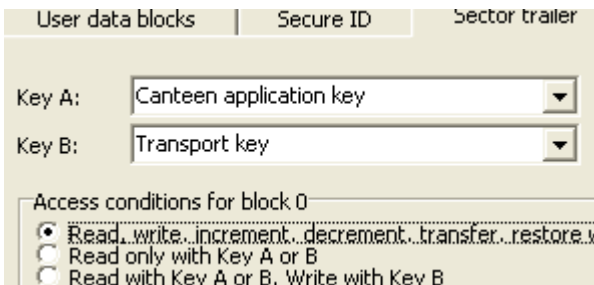 User data blocks Secure ID Sector trailer
Key A: Canteen application key
Key B: Transport key
Access conditions for block 0
Read, write, increment, decrement, transfer, restore
Read only with Key A or B
Read with Key A or B, Write with Key B